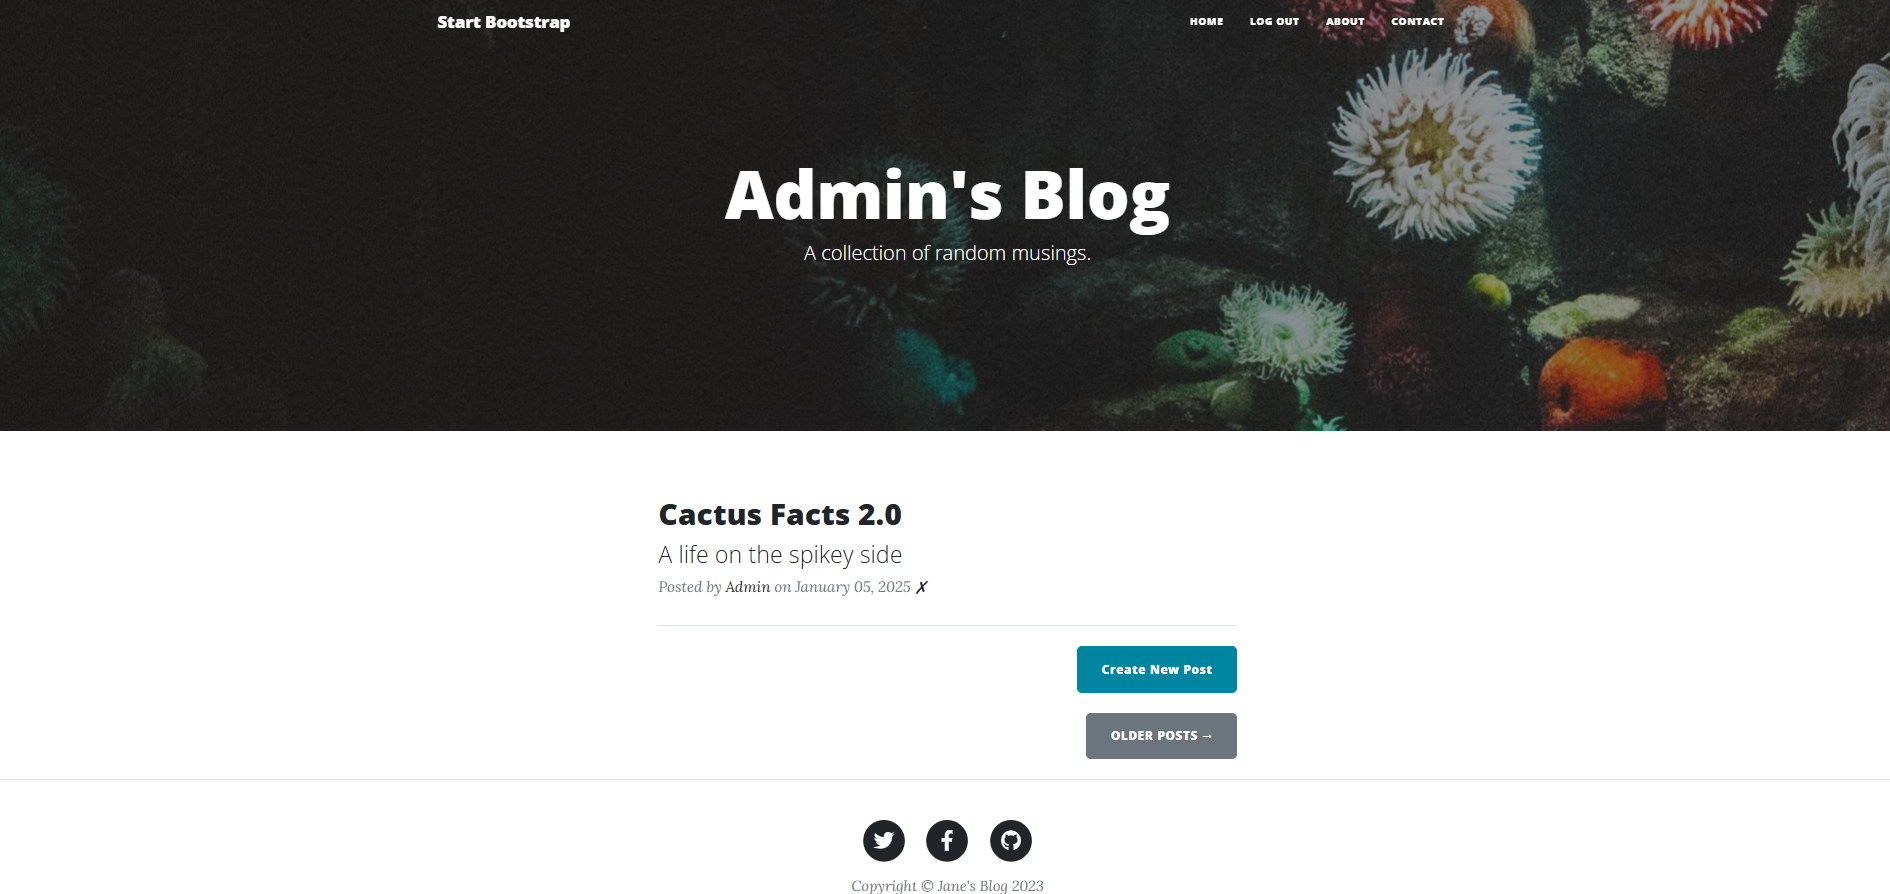 Start Bootstrap
HOME LOG OUT ABOUT CONTACT
Admin's Blog
A collection of random musings.
Cactus Facts 2.0
A life on the spikey side
Posted by Admin on January 05, 2025 ✗
Create New Post
OLDER POSTS →
Copyright © Jane's Blog 2023